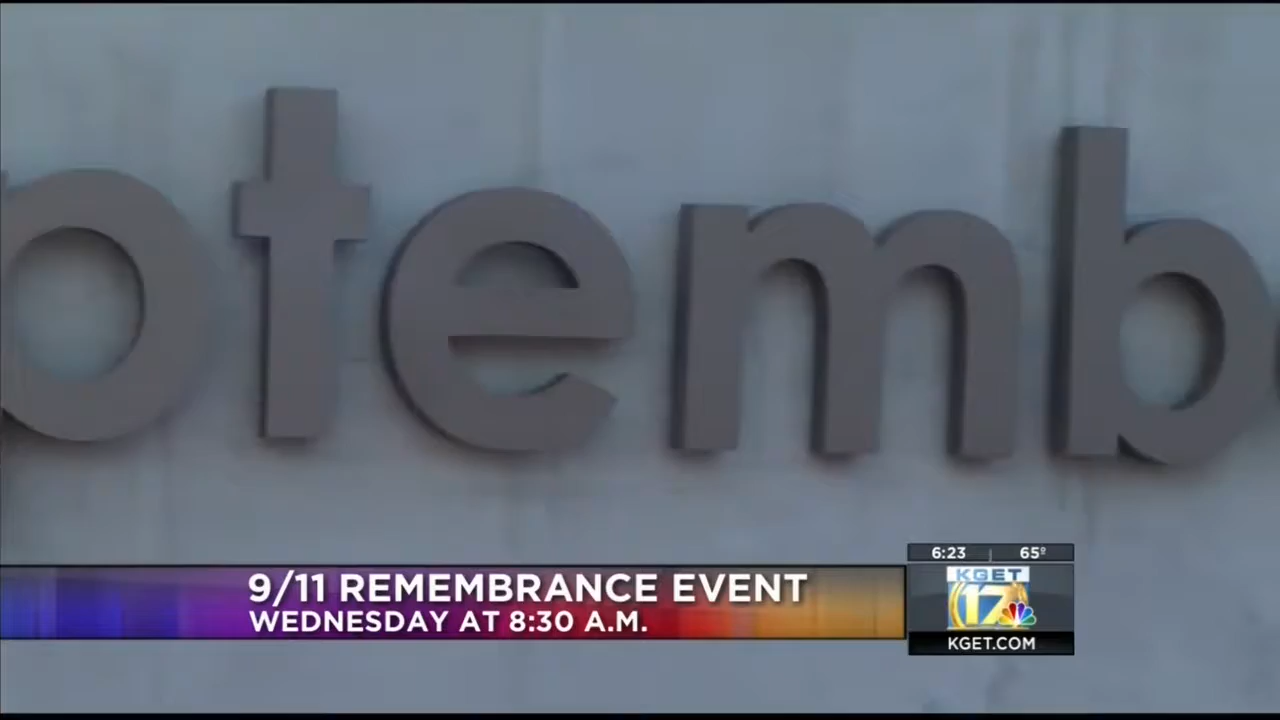 ptemb
9/11 REMEMBRANCE EVENT
WEDNESDAY AT 8:30 A.M.
6:23 | 65º
KGET
17
KGET.COM